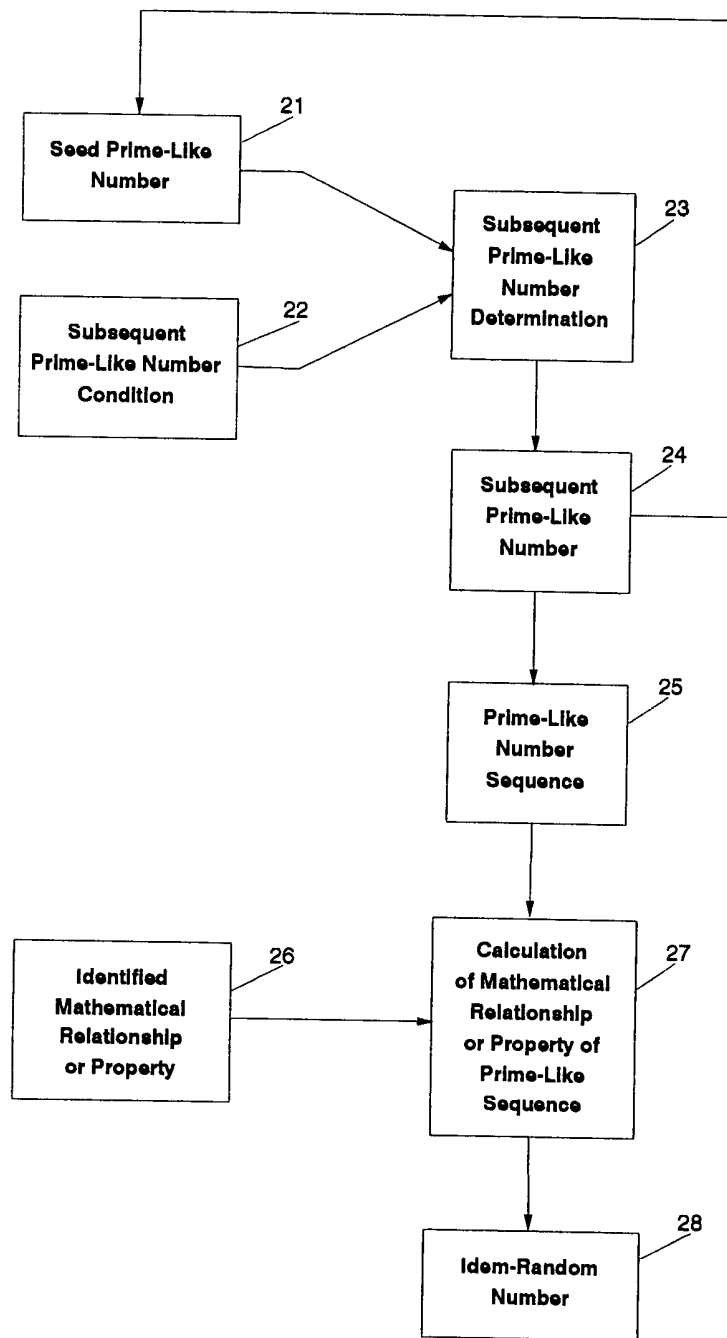 21
Seed Prime-Like
Number
22
Subsequent
Prime-Like Number
Condition
23
Subsequent
Prime-Like
Number
Determination
24
Subsequent
Prime-Like
Number
25
Prime-Like
Number
Sequence
26
Identified
Mathematical
Relationship
or Property
27
Calculation
of Mathematical
Relationship
or Property of
Prime-Like
Sequence
28
Idem-Random
Number